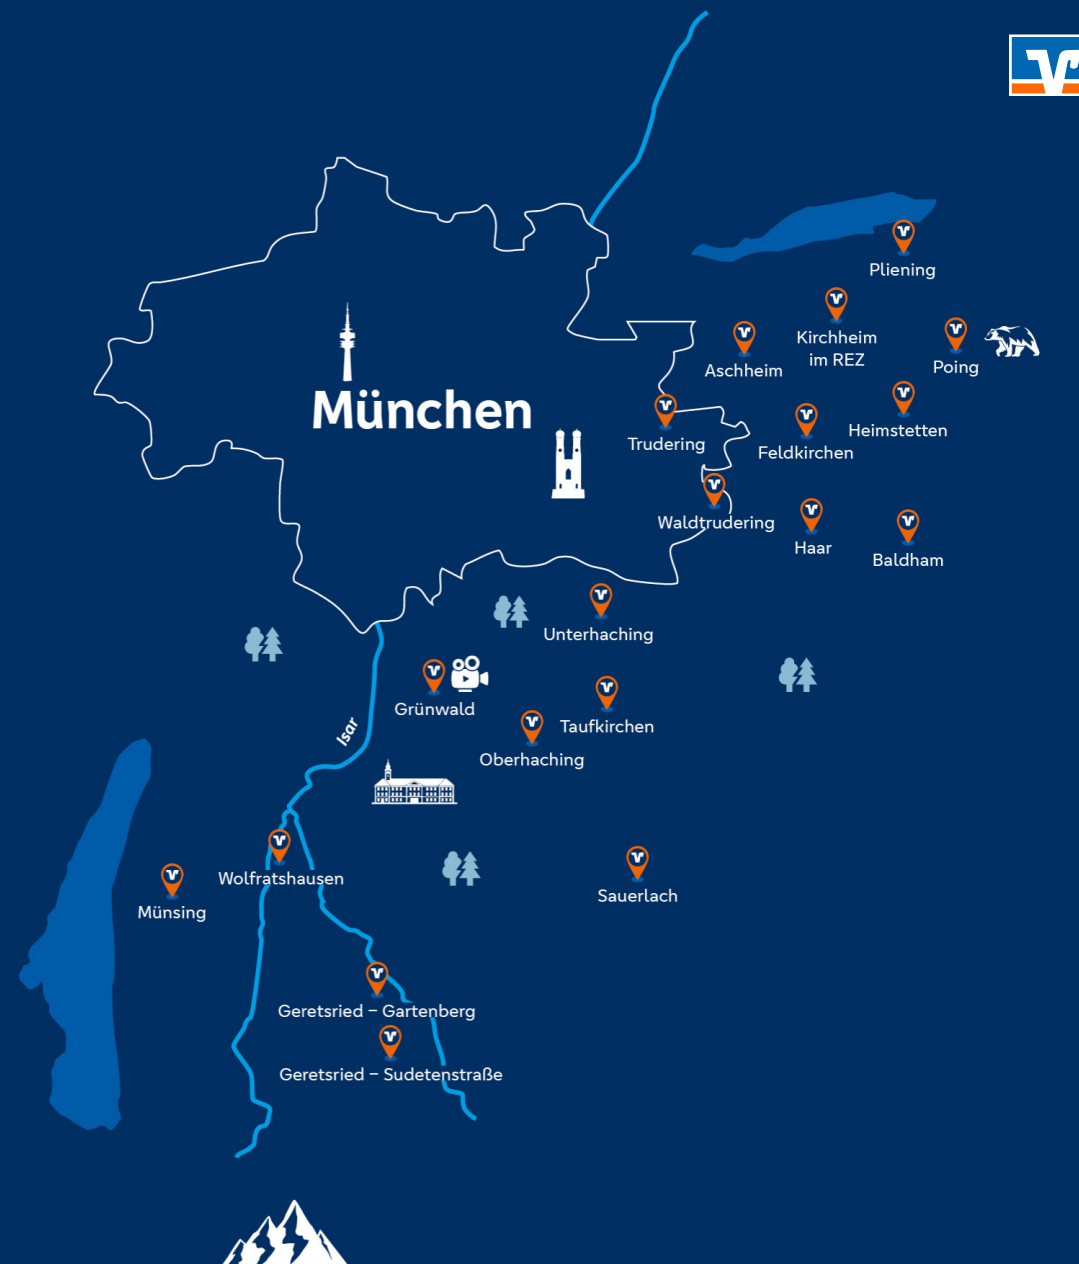 Pliening
Kirchheim
im REZ
Aschheim
Poing
München
Heimstetten
Trudering
Feldkirchen
Waldtrudering
Haar
Baldham
Unterhaching
Grünwald
Taufkirchen
Isar
Oberhaching
Wolfratshausen
Sauerlach
Münsing
Geretsried – Gartenberg
Geretsried – Sudetenstraße